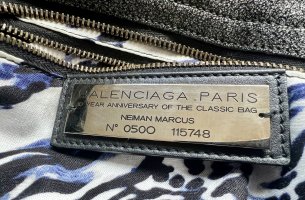 BALENCIAGA PARIS
YEAR ANNIVERSARY OF THE CLASSIC BAG
NEIMAN MARCUS
N° 0500 115748